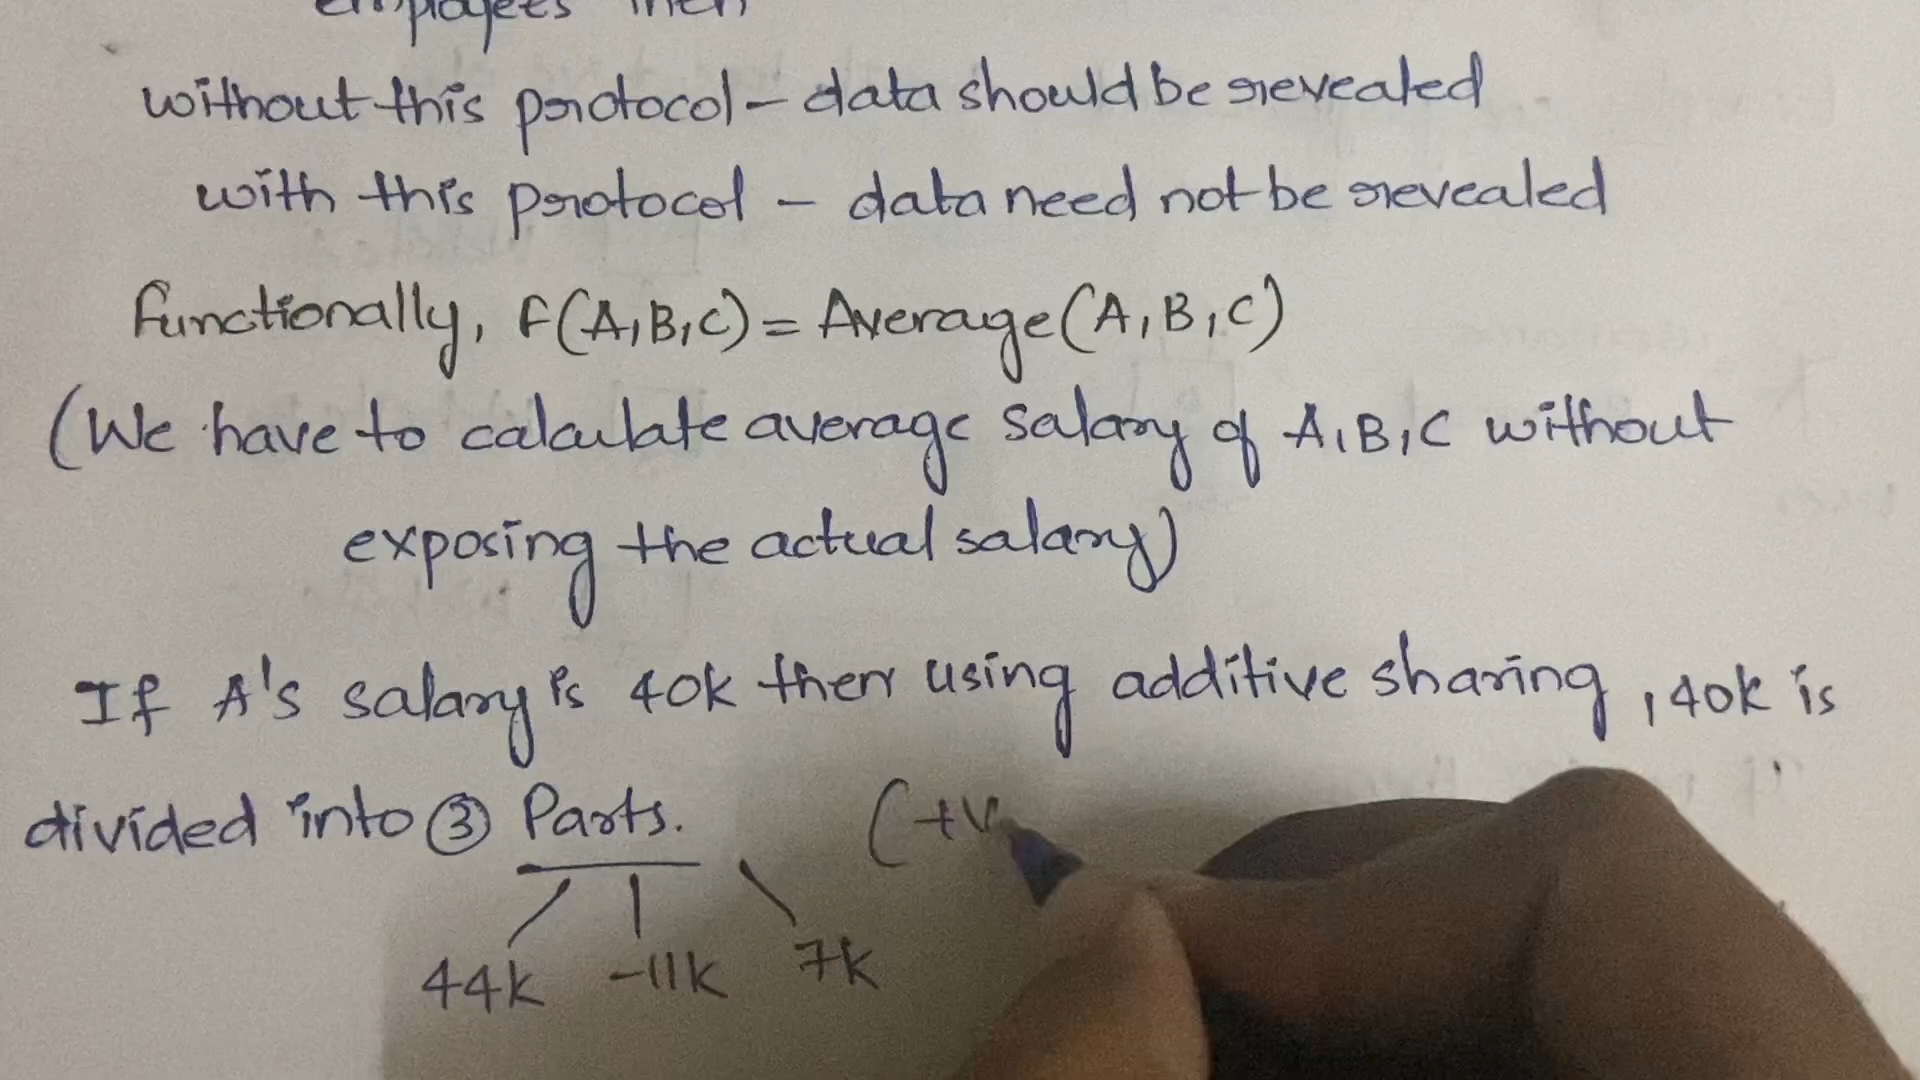 employees then
without this protocol - data should be revealed
with this protocol - data need not be revealed
Functionally, F(A,B,C) = Average(A,B,C)
(We have to calculate average salary of A,B,C without
exposing the actual salary)
If A's salary is 40k then using additive sharing, 40k is
divided into ③ Parts. (+v
44k -11k 7k